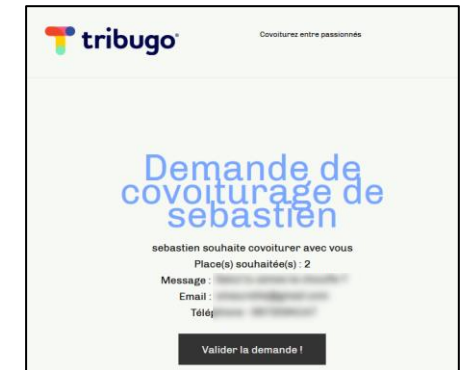 tribugo
Covoiturez entre passionnés
Demande de
covoiturage de
sebastien
sebastien souhaite covoiturer avec vous
Place(s) souhaitée(s) : 2
Message :
Email :
Télép
Valider la demande !